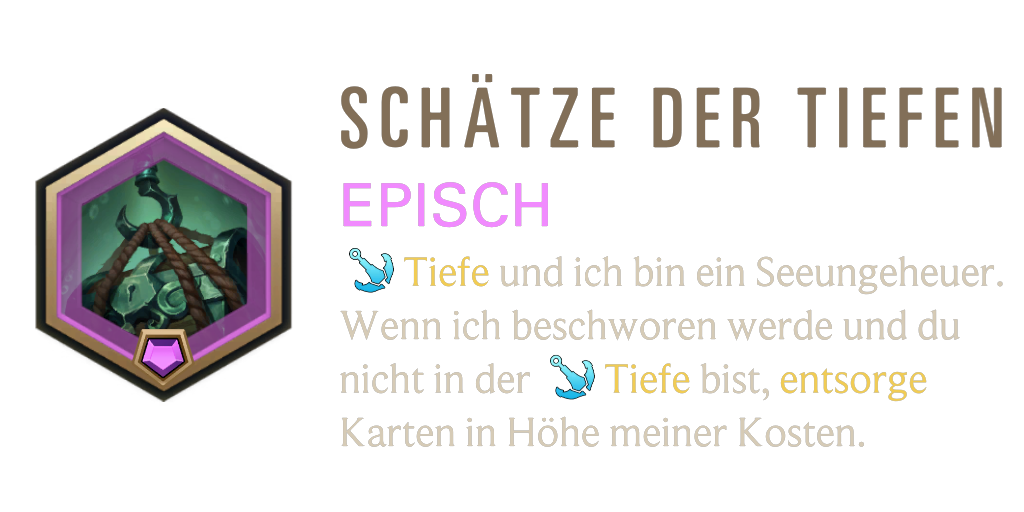 SCHÄTZE DER TIEFEN
EPISCH
Tiefe und ich bin ein Seeungeheuer.
Wenn ich beschworen werde und du
nicht in der Tiefe bist, entsorge
Karten in Höhe meiner Kosten.